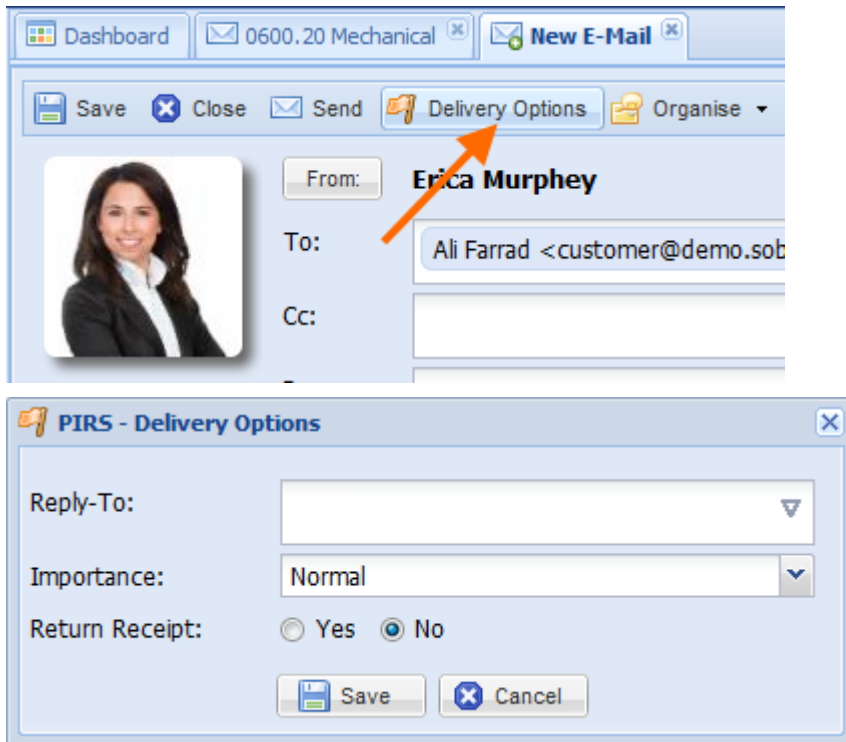 Dashboard 0600.20 Mechanical New E-Mail
Save Close Send Delivery Options Organise
From: Erica Murphey
To: Ali Farrad <customer@demo.sob
Cc:
PIRS - Delivery Options
Reply-To:
Importance: Normal
Return Receipt: Yes No
Save Cancel